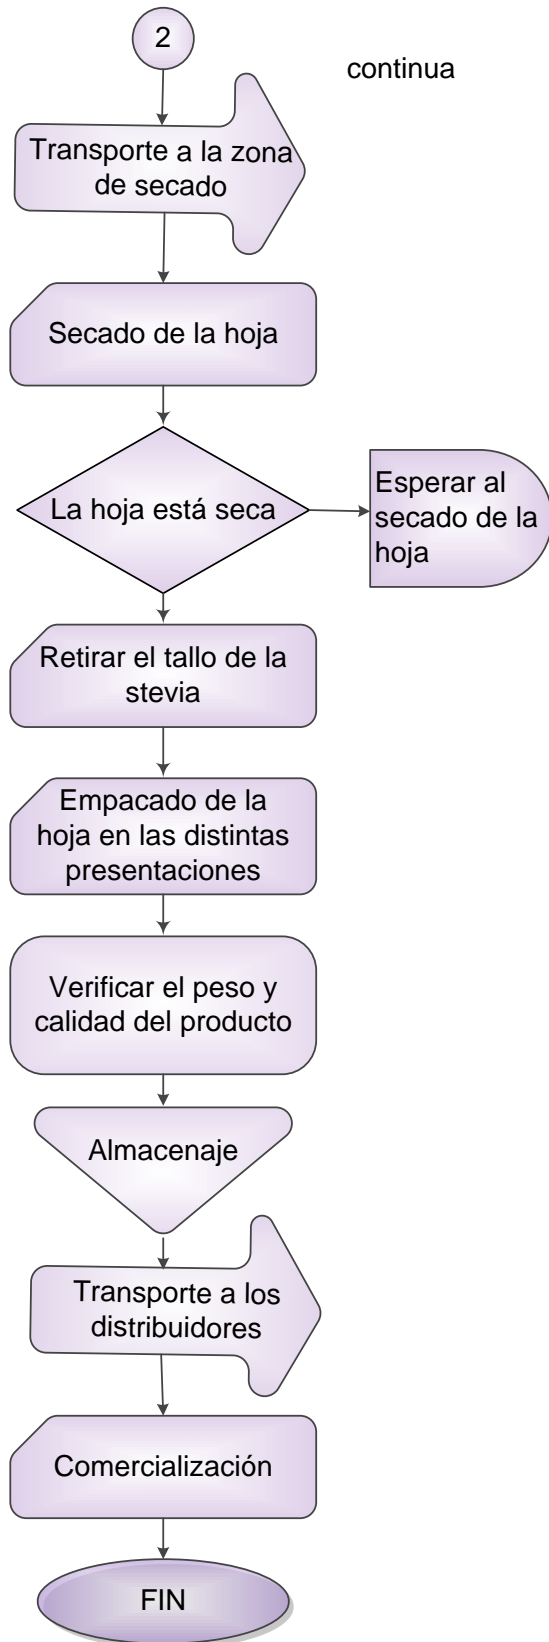 2
continua
Transporte a la zona
de secado
Secado de la hoja
La hoja está seca
Esperar al
secado de la
hoja
Retirar el tallo de la
stevia
Empacado de la
hoja en las distintas
presentaciones
Verificar el peso y
calidad del producto
Almacenaje
Transporte a los
distribuidores
Comercialización
FIN